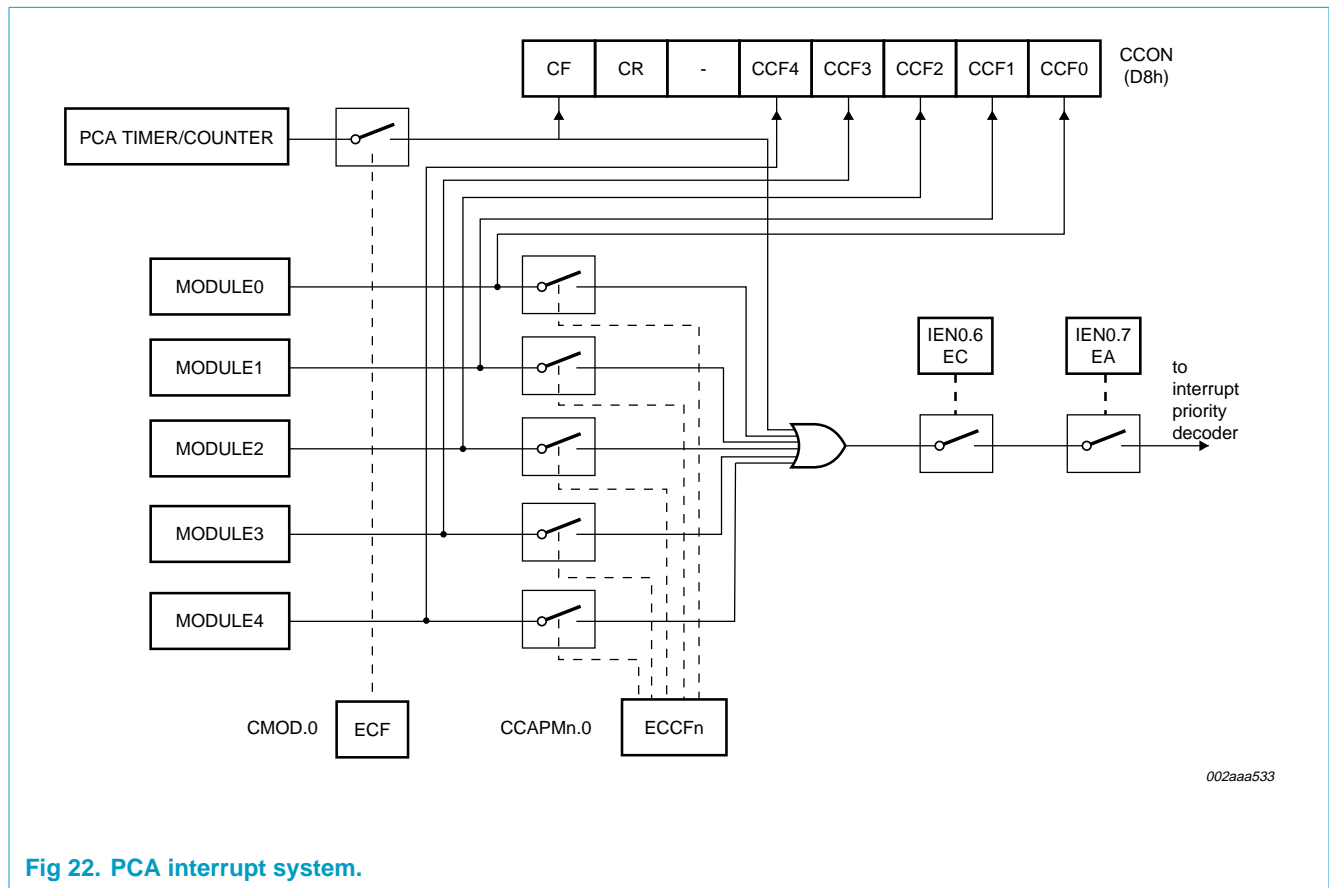 CF CR - CCF4 CCF3 CCF2 CCF1 CCF0
CCON
(D8h)
PCA TIMER/COUNTER
MODULE0
MODULE1
MODULE2
MODULE3
MODULE4
IEN0.6
EC
IEN0.7
EA
to
interrupt
priority
decoder
CMOD.0
ECF
CCAPMn.0
ECCFn
002aaa533
Fig 22. PCA interrupt system.